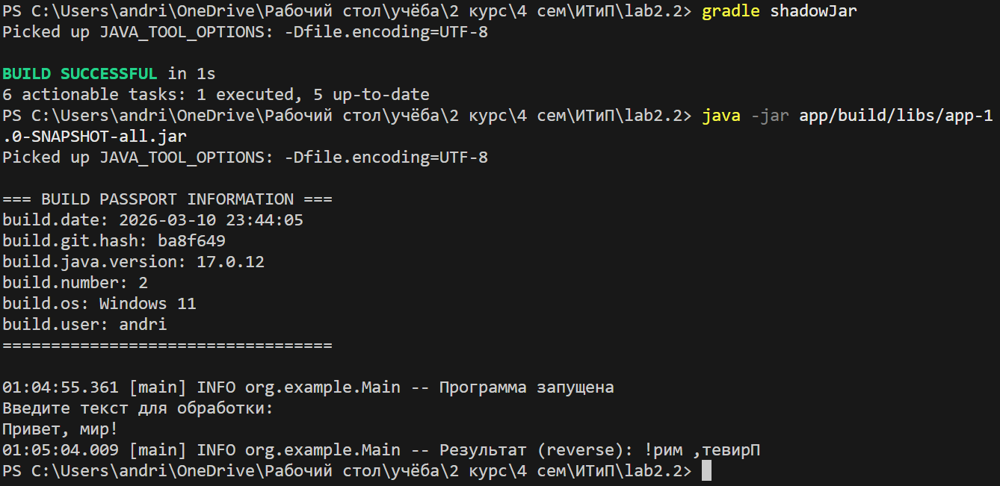 PS C:\Users\andri\OneDrive\Рабочий стол\учёба\2 курс\4 сем\ИТиП\lab2.2> gradle shadowJar
Picked up JAVA_TOOL_OPTIONS: -Dfile.encoding=UTF-8
BUILD SUCCESSFUL in 1s
6 actionable tasks: 1 executed, 5 up-to-date
PS C:\Users\andri\OneDrive\Рабочий стол\учёба\2 курс\4 сем\ИТиП\lab2.2> java -jar app/build/libs/app-1
.0-SNAPSHOT-all.jar
Picked up JAVA_TOOL_OPTIONS: -Dfile.encoding=UTF-8
=== BUILD PASSPORT INFORMATION ===
build.date: 2026-03-10 23:44:05
build.git.hash: ba8f649
build.java.version: 17.0.12
build.number: 2
build.os: Windows 11
build.user: andri
==================================
01:04:55.361 [main] INFO org.example.Main -- Программа запущена
Введите текст для обработки:
Привет, мир!
01:05:04.009 [main] INFO org.example.Main -- Результат (reverse): !рим ,тевирП
PS C:\Users\andri\OneDrive\Рабочий стол\учёба\2 курс\4 сем\ИТиП\lab2.2>